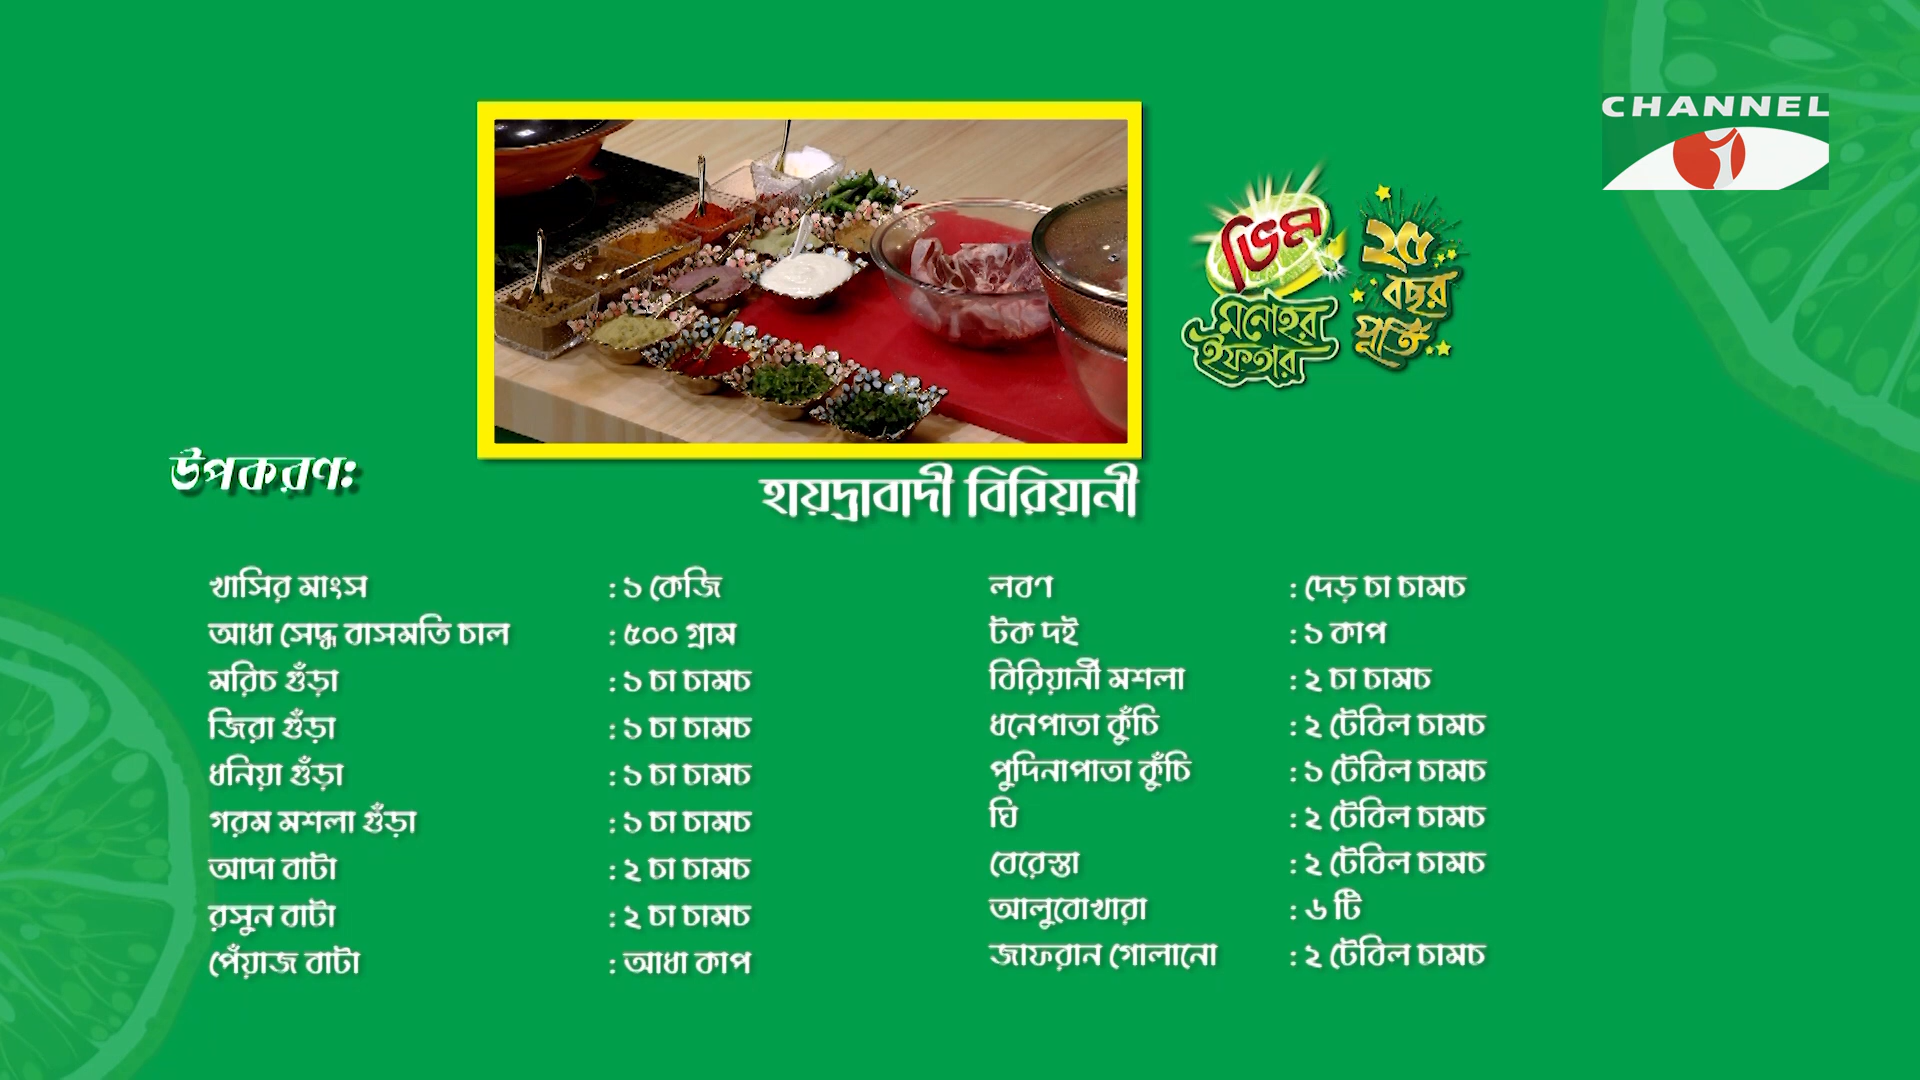 CHANNEL
i
ভিম
মনোহর
ইফতার
২৫
বছর
পূর্তি
উপকরণঃ
হায়দ্রাবাদী বিরিয়ানী
খাসির মাংস : ১ কেজি
আধা সেদ্ধ বাসমতি চাল : ৫০০ গ্রাম
মরিচ গুঁড়া : ১ চা চামচ
জিরা গুঁড়া : ১ চা চামচ
ধনিয়া গুঁড়া : ১ চা চামচ
গরম মশলা গুঁড়া : ১ চা চামচ
আদা বাটা : ২ চা চামচ
রসুন বাটা : ২ চা চামচ
পেঁয়াজ বাটা : আধা কাপ
লবণ : দেড় চা চামচ
টক দই : ১ কাপ
বিরিয়ানী মশলা : ২ চা চামচ
ধনেপাতা কুঁচি : ২ টেবিল চামচ
পুদিনাপাতা কুঁচি : ১ টেবিল চামচ
ঘি : ২ টেবিল চামচ
বেরেস্তা : ২ টেবিল চামচ
আলুবোখারা : ৬ টি
জাফরান গোলানো : ২ টেবিল চামচ